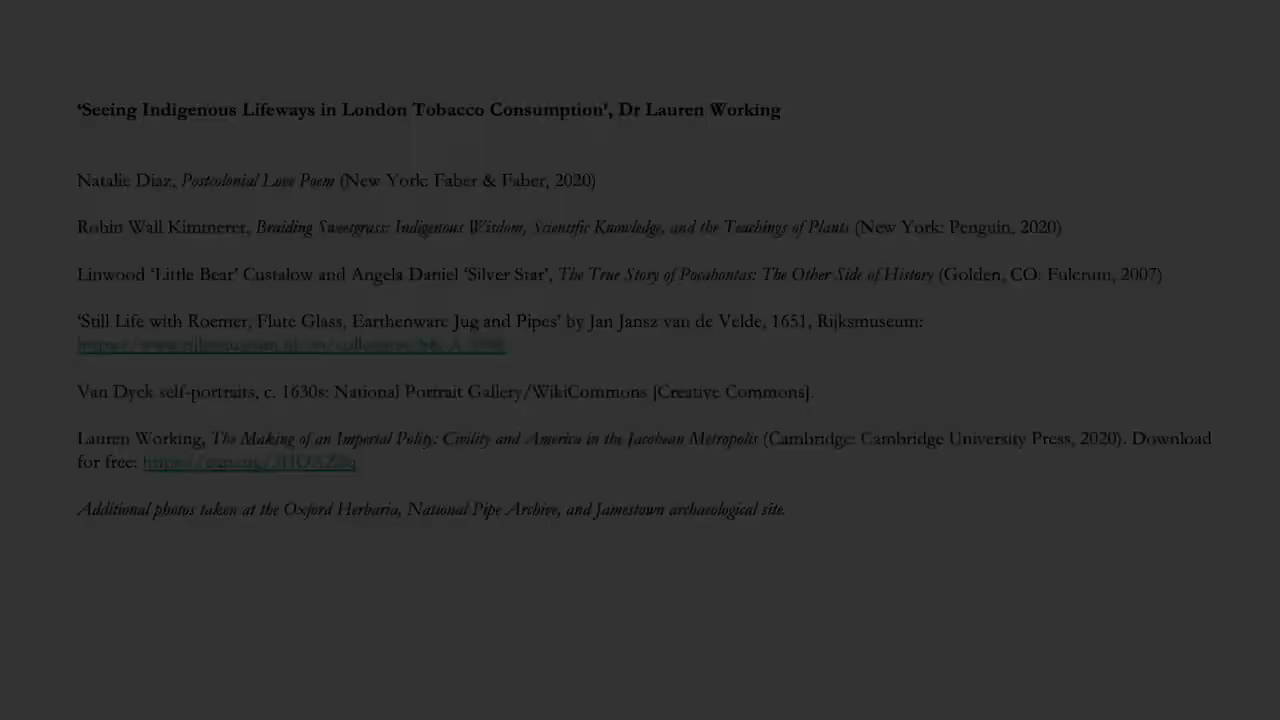 ‘Seeing Indigenous Lifeways in London Tobacco Consumption’, Dr Lauren Working
Natalie Diaz, Postcolonial Love Poem (New York: Faber & Faber, 2020)
Robin Wall Kimmerer, Braiding Sweetgrass: Indigenous Wisdom, Scientific Knowledge, and the Teachings of Plants (New York: Penguin, 2020)
Linwood ‘Little Bear’ Custalow and Angela Daniel ‘Silver Star’, The True Story of Pocahontas: The Other Side of History (Golden, CO: Fulcrum, 2007)
‘Still Life with Roemer, Flute Glass, Earthenware Jug and Pipes’ by Jan Jansz van de Velde, 1651, Rijksmuseum:
Van Dyck self-portraits, c. 1630s: National Portrait Gallery/WikiCommons [Creative Commons].
Lauren Working, The Making of an Imperial Polity: Civility and America in the Jacobean Metropolis (Cambridge: Cambridge University Press, 2020). Download
for free:
Additional photos taken at the Oxford Herbaria, National Pipe Archive, and Jamestown archaeological site.